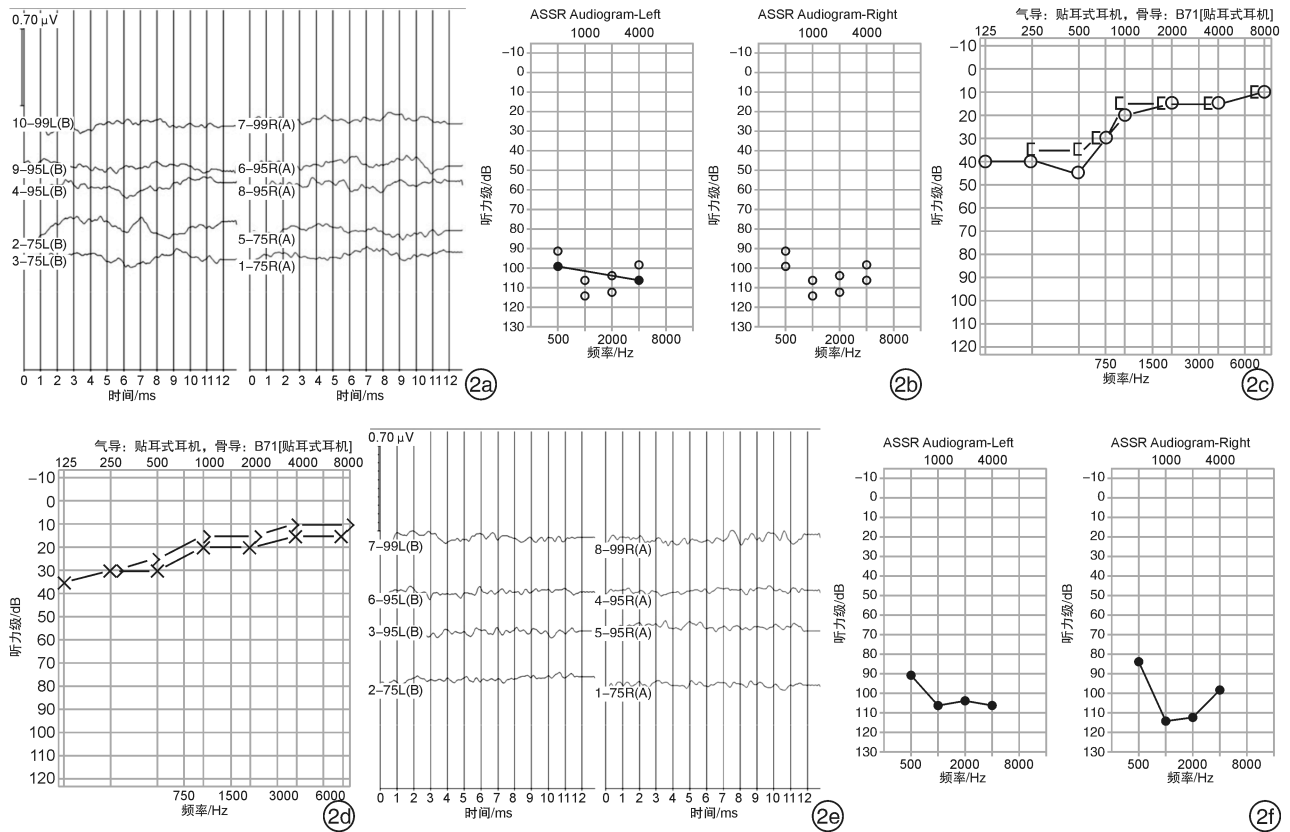 0.70 μV
10–99L(B)
9–95L(B)
4–95L(B)
2–75L(B)
3–75L(B)
7–99R(A)
6–95R(A)
8–95R(A)
5–75R(A)
1–75R(A)
0 1 2 3 4 5 6 7 8 9 10 11 12
0 1 2 3 4 5 6 7 8 9 10 11 12
时间/ms
时间/ms
2a
ASSR Audiogram-Left
1000 4000
–10
0
10
20
30
40
50
60
70
80
90
100
110
120
130
听力级/dB
500 2000 8000
频率/Hz
ASSR Audiogram-Right
1000 4000
–10
0
10
20
30
40
50
60
70
80
90
100
110
120
130
听力级/dB
500 2000 8000
频率/Hz
2b
气导：贴耳式耳机，骨导：B71[贴耳式耳机]
125 250 500 1000 2000 4000 8000
–10
0
10
20
30
40
50
60
70
80
90
100
110
120
听力级/dB
750 1500 3000 6000
频率/Hz
2c
气导：贴耳式耳机，骨导：B71[贴耳式耳机]
125 250 500 1000 2000 4000 8000
–10
0
10
20
30
40
50
60
70
80
90
100
110
120
听力级/dB
750 1500 3000 6000
频率/Hz
2d
0.70 μV
7–99L(B)
6–95L(B)
3–95L(B)
2–75L(B)
8–99R(A)
4–95R(A)
5–95R(A)
1–75R(A)
0 1 2 3 4 5 6 7 8 9 10 11 12
0 1 2 3 4 5 6 7 8 9 10 11 12
时间/ms
时间/ms
2e
ASSR Audiogram-Left
1000 4000
–10
0
10
20
30
40
50
60
70
80
90
100
110
120
130
听力级/dB
500 2000 8000
频率/Hz
ASSR Audiogram-Right
1000 4000
–10
0
10
20
30
40
50
60
70
80
90
100
110
120
130
听力级/dB
500 2000 8000
频率/Hz
2f